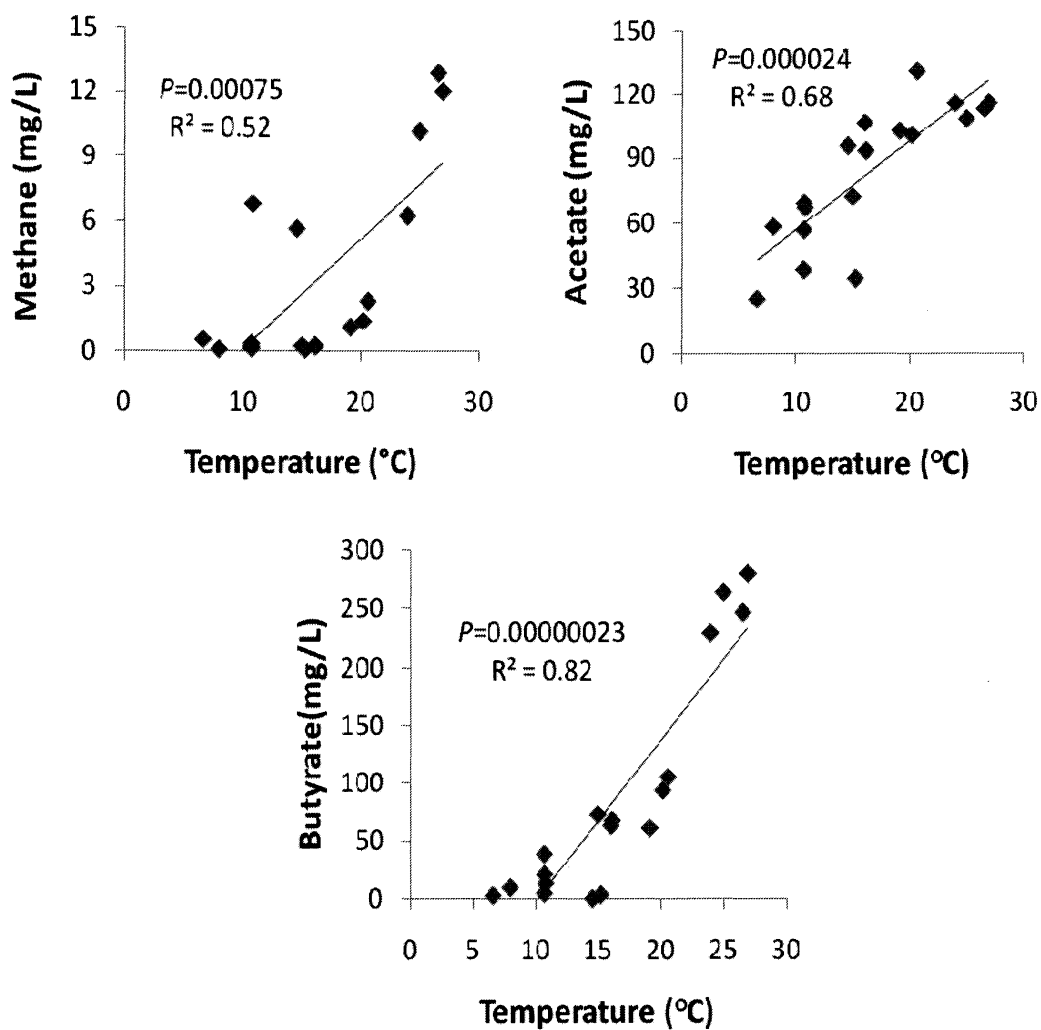 Methane (mg/L)
15
12
9
6
3
0
P=0.00075
R² = 0.52
0 10 20 30
Temperature (°C)
Acetate (mg/L)
150
120
90
60
30
0
P=0.000024
R² = 0.68
0 10 20 30
Temperature (°C)
Butyrate(mg/L)
300
250
200
150
100
50
0
P=0.00000023
R² = 0.82
0 5 10 15 20 25 30
Temperature (°C)